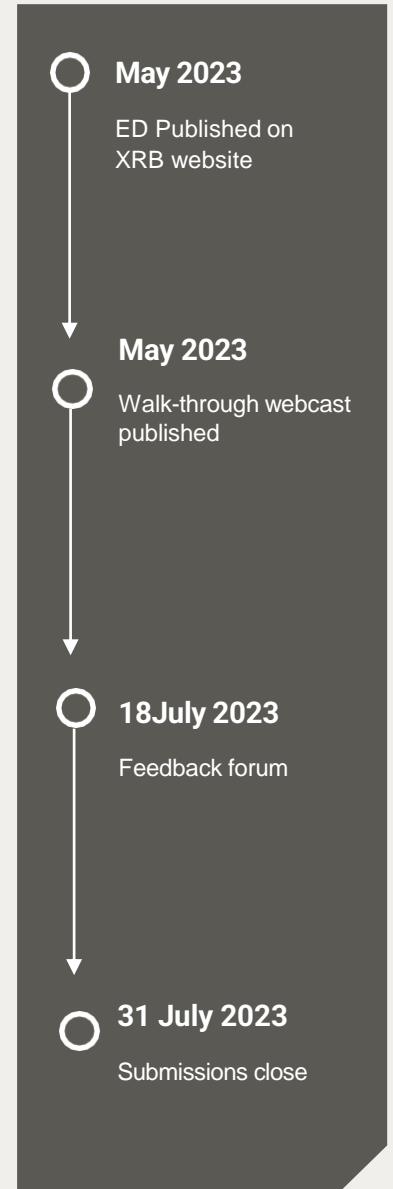 May 2023
ED Published on
XRB website
May 2023
Walk-through webcast
published
18July 2023
Feedback forum
31 July 2023
Submissions close